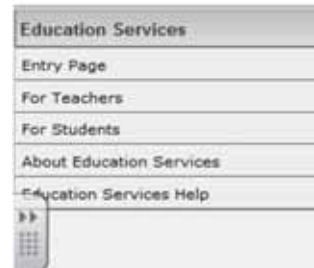 Education Services
Entry Page
For Teachers
For Students
About Education Services
Education Services Help